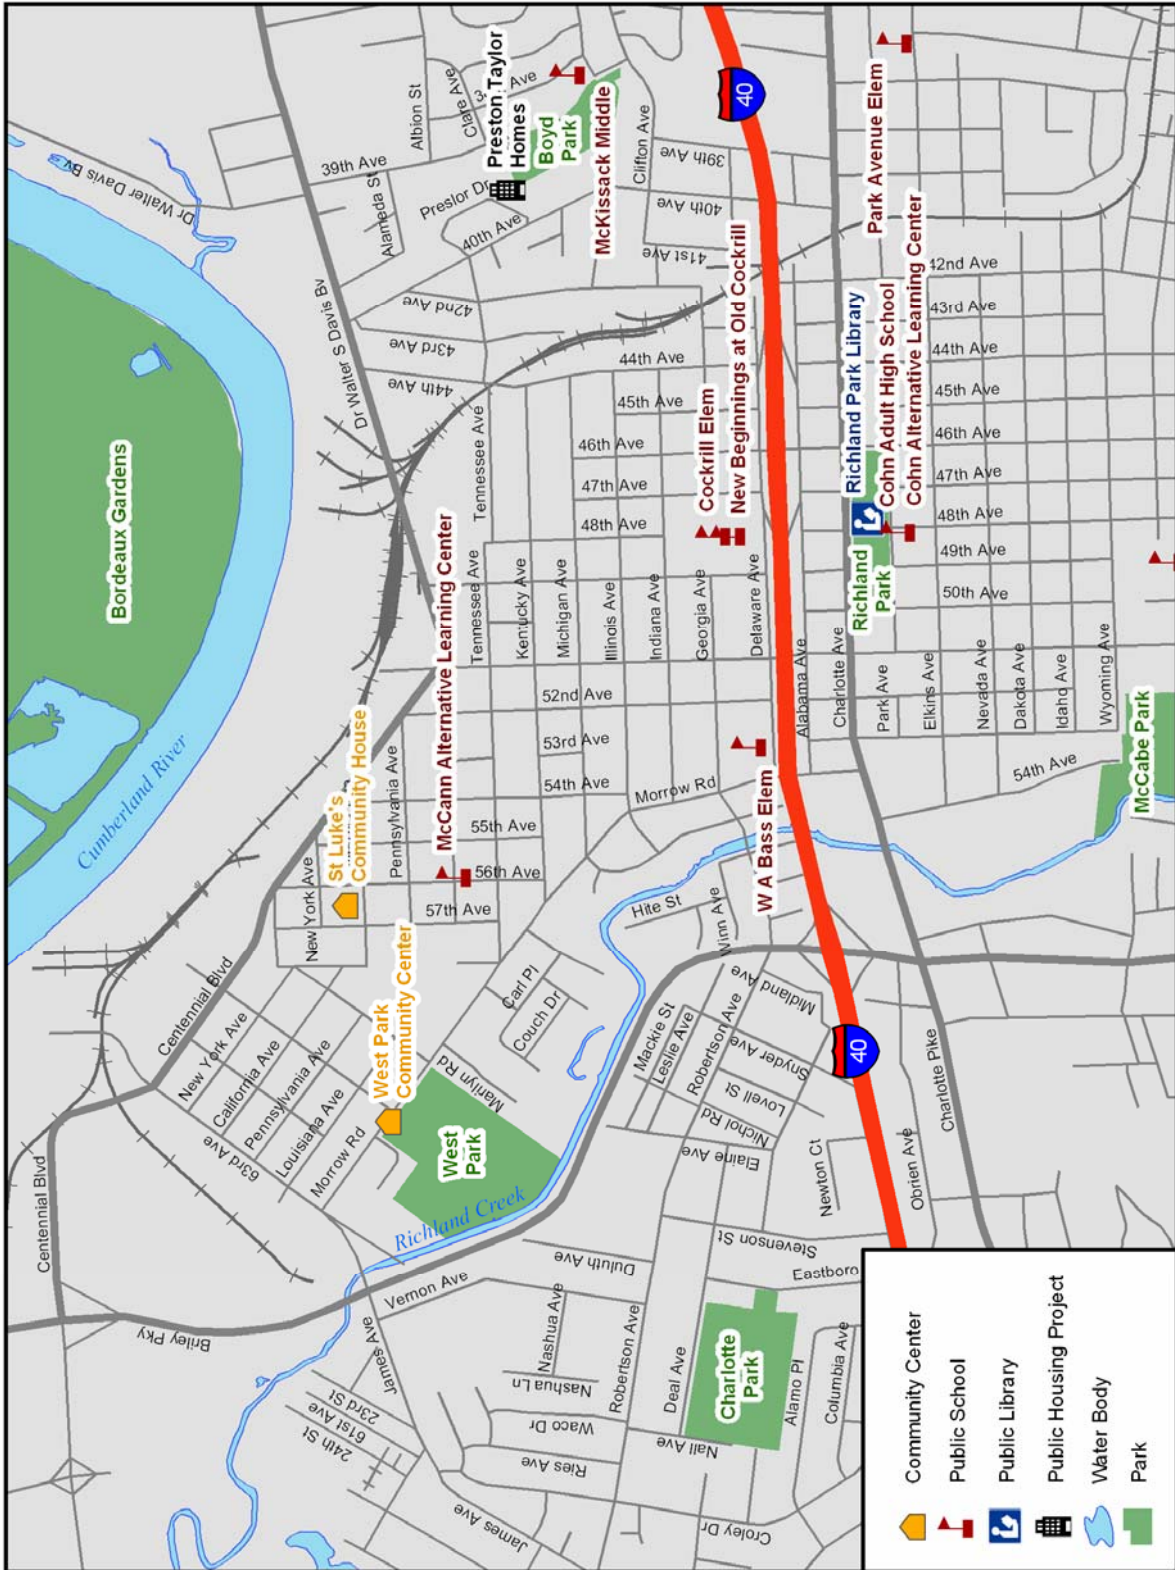 24th St
61st Ave
23rd St
James Ave
Briley Pky
Centennial Blvd
Centennial Blvd
Cumberland River
Bordeaux Gardens
Dr Walter Davis Bv
James Ave
Vernon Ave
63rd Ave
New York Ave
California Ave
Pennsylvania Ave
Louisiana Ave
Morrow Rd
New York Ave
St Luke's
Community House
Dr Walter S Davis Bv
39th Ave
Alameda St
Albion St
Clare Ave
Richland Creek
West
Park
Marilyn Rd
West Park
Community Center
Pennsylvania Ave
57th Ave
56th Ave
55th Ave
McCann Alternative Learning Center
Tennessee Ave
Tennessee Ave
44th Ave
43rd Ave
42nd Ave
40th Ave
Preslor Dr
Preston Taylor
Homes
Boyd
Park
McKissack Middle
Ries Ave
Waco Dr
Nashua Ln
Nashua Ave
Duluth Ave
Robertson Ave
Carl Pl
Couch Dr
Kentucky Ave
Michigan Ave
Illinois Ave
Indiana Ave
Georgia Ave
Delaware Ave
52nd Ave
53rd Ave
54th Ave
Morrow Rd
48th Ave
47th Ave
46th Ave
45th Ave
44th Ave
41st Ave
40th Ave
39th Ave
Clifton Ave
Croley Dr
Nall Ave
Deal Ave
Charlotte
Park
Alamo Pl
Columbia Ave
Eastboro
Stevenson St
Elaine Ave
Nichol Rd
Lovell St
Snyder Ave
Mackie St
Leslie Ave
Robertson Ave
Midland Ave
Winn Ave
Hite St
Newton Ct
W A Bass Elem
Cockrill Elem
New Beginnings at Old Cockrill
40
40
Obrien Ave
Charlotte Pike
Alabama Ave
Charlotte Ave
Park Ave
Elkins Ave
Nevada Ave
Dakota Ave
Idaho Ave
Wyoming Ave
54th Ave
McCabe Park
Richland
Park
Richland Park Library
Cohn Adult High School
Cohn Alternative Learning Center
Park Avenue Elem
50th Ave
49th Ave
48th Ave
47th Ave
46th Ave
45th Ave
44th Ave
43rd Ave
42nd Ave
Community Center
Public School
Public Library
Public Housing Project
Water Body
Park